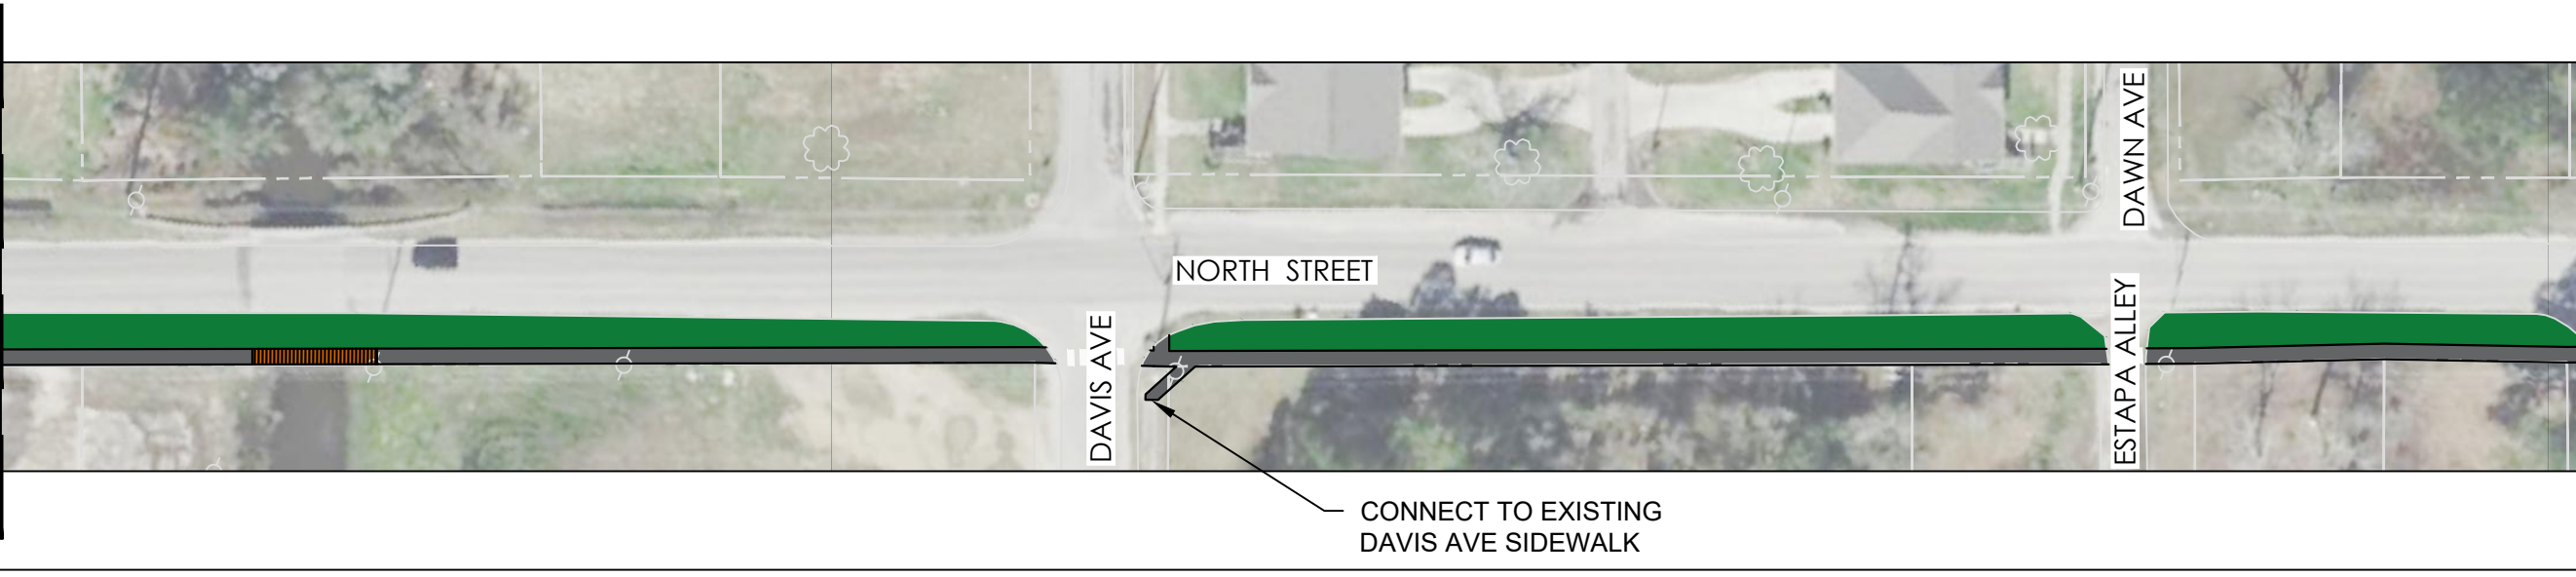 DAWN AVE
NORTH STREET
DAVIS AVE
ESTAPA ALLEY
CONNECT TO EXISTING
DAVIS AVE SIDEWALK